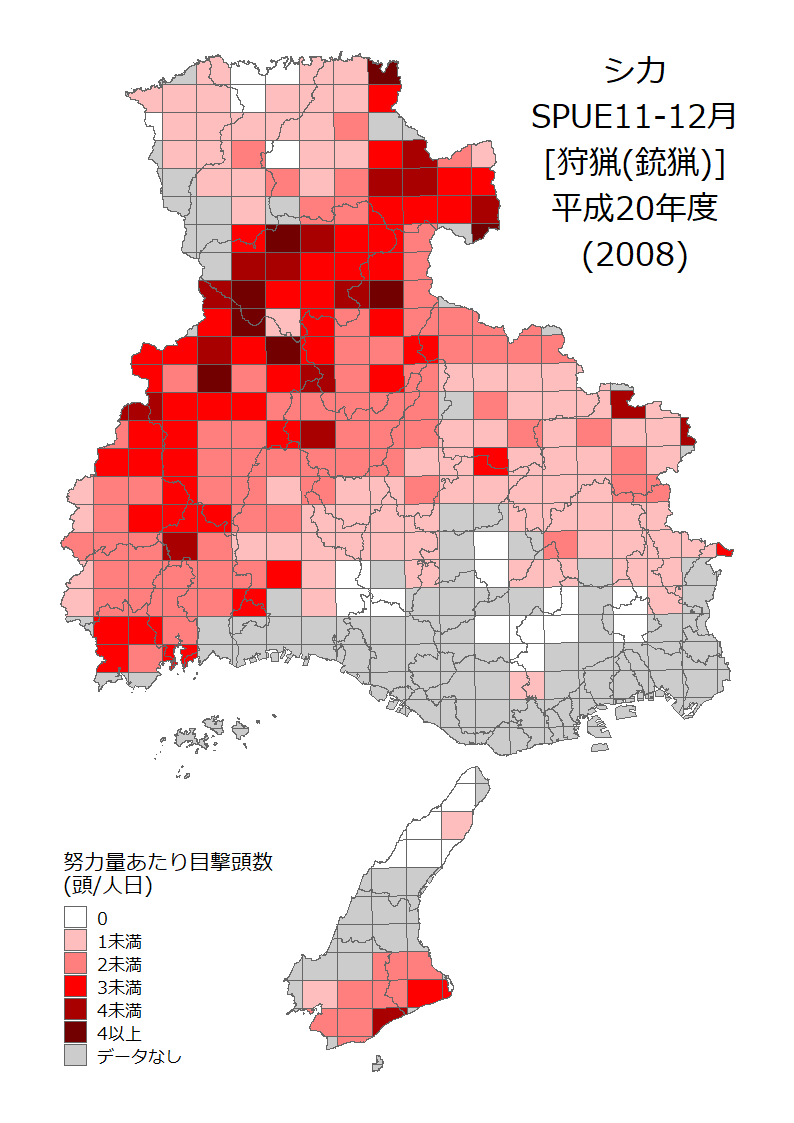 シカ
SPUE11-12月
[狩猟(銃猟)]
平成20年度
(2008)
努力量あたり目撃頭数
(頭/人日)
0
1未満
2未満
3未満
4未満
4以上
データなし